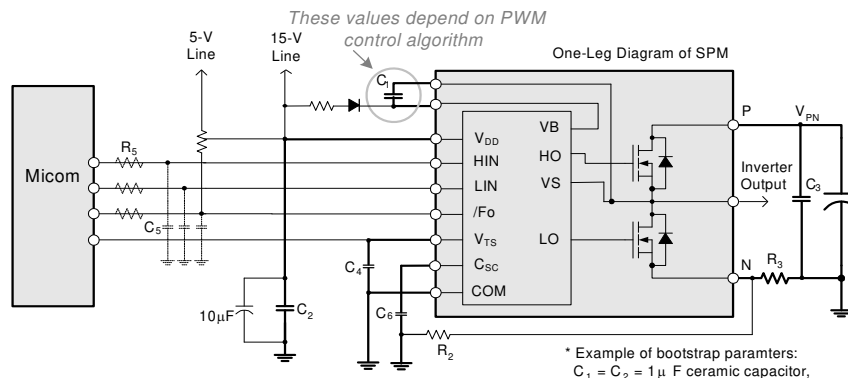 These values depend on PWM
control algorithm
5-V
Line
15-V
Line
One-Leg Diagram of SPM
C1
P
VPN
VB
VDD
R5
HO
HIN
Micom
LIN
VS
Inverter
Output
C3
/Fo
VTS
LO
C5
CSC
N
R3
C4
COM
10μF
C2
C6
R2
* Example of bootstrap paramters:
C1 = C2 = 1μ F ceramic capacitor,